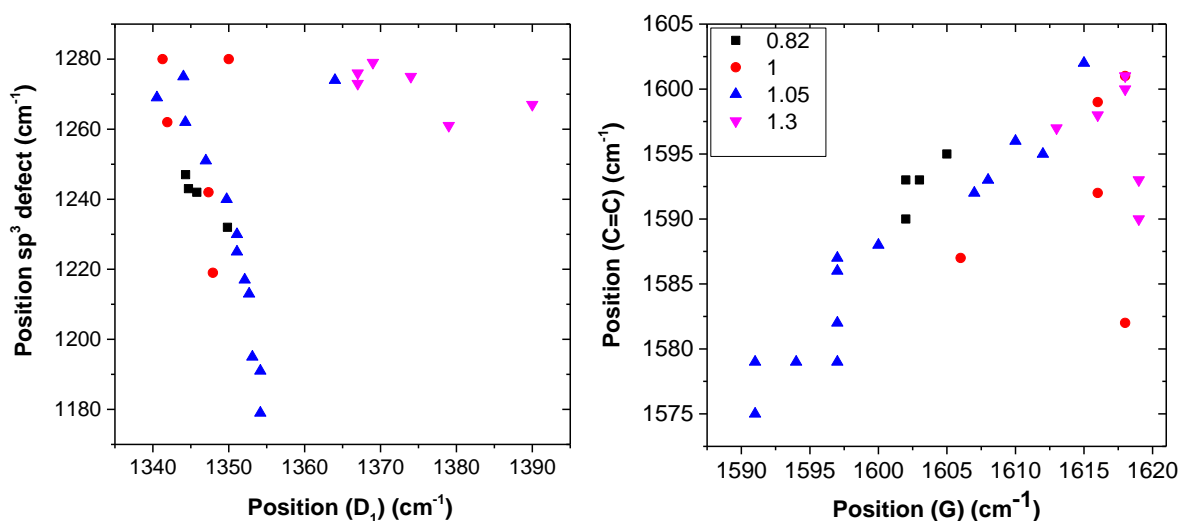 1280
1260
1240
1220
1200
1180
Position sp³ defect (cm⁻¹)
1340 1350 1360 1370 1380 1390
Position (D₁) (cm⁻¹)
1605
1600
1595
1590
1585
1580
1575
Position (C=C) (cm⁻¹)
0.82
1
1.05
1.3
1590 1595 1600 1605 1610 1615 1620
Position (G) (cm⁻¹)